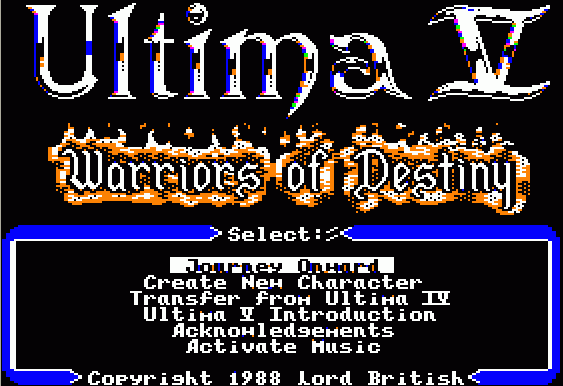 Ultima V
Warriors of Destiny
Select:
Journey Onward
Create New Character
Transfer from Ultima IV
Ultima V Introduction
Acknowledgements
Activate Music
Copyright 1988 Lord British